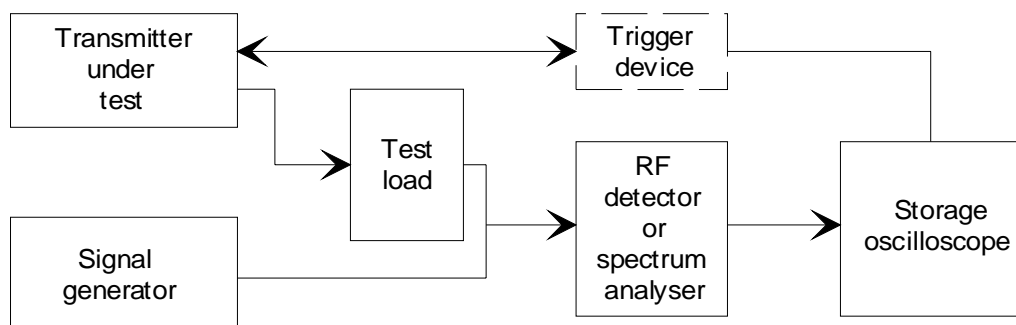 Transmitter
under
test
Trigger
device
Test
load
RF
detector
or
spectrum
analyser
Storage
oscilloscope
Signal
generator